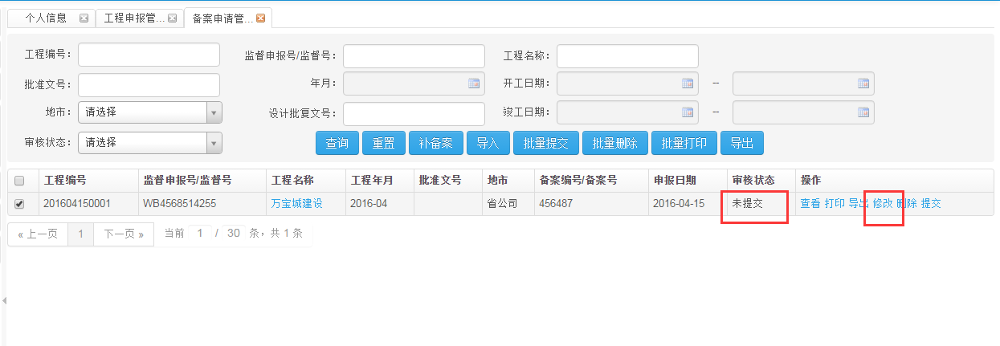 个人信息 工程申报管... 备案申请管...
工程编号： 监督申报号/监督号： 工程名称：
批准文号： 年月： 开工日期： --
地市： 请选择 设计批复文号： 竣工日期： --
审核状态： 请选择 查询 重置 补备案 导入 批量提交 批量删除 批量打印 导出
工程编号 监督申报号/监督号 工程名称 工程年月 批准文号 地市 备案编号/备案号 申报日期 审核状态 操作
201604150001 WB4568514255 万宝城建设 2016-04 省公司 456487 2016-04-15 未提交 查看 打印 导出 修改 删除 提交
« 上一页 1 下一页 » 当前 1 / 30 条，共 1 条